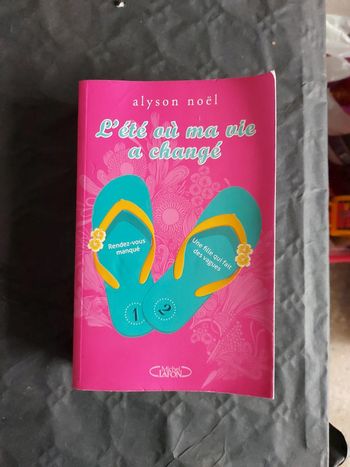 alyson noël
L'été où ma vie
a changé
Rendez-vous
manqué
Une fille qui fait
des vagues
1
2
Michel
LAFON